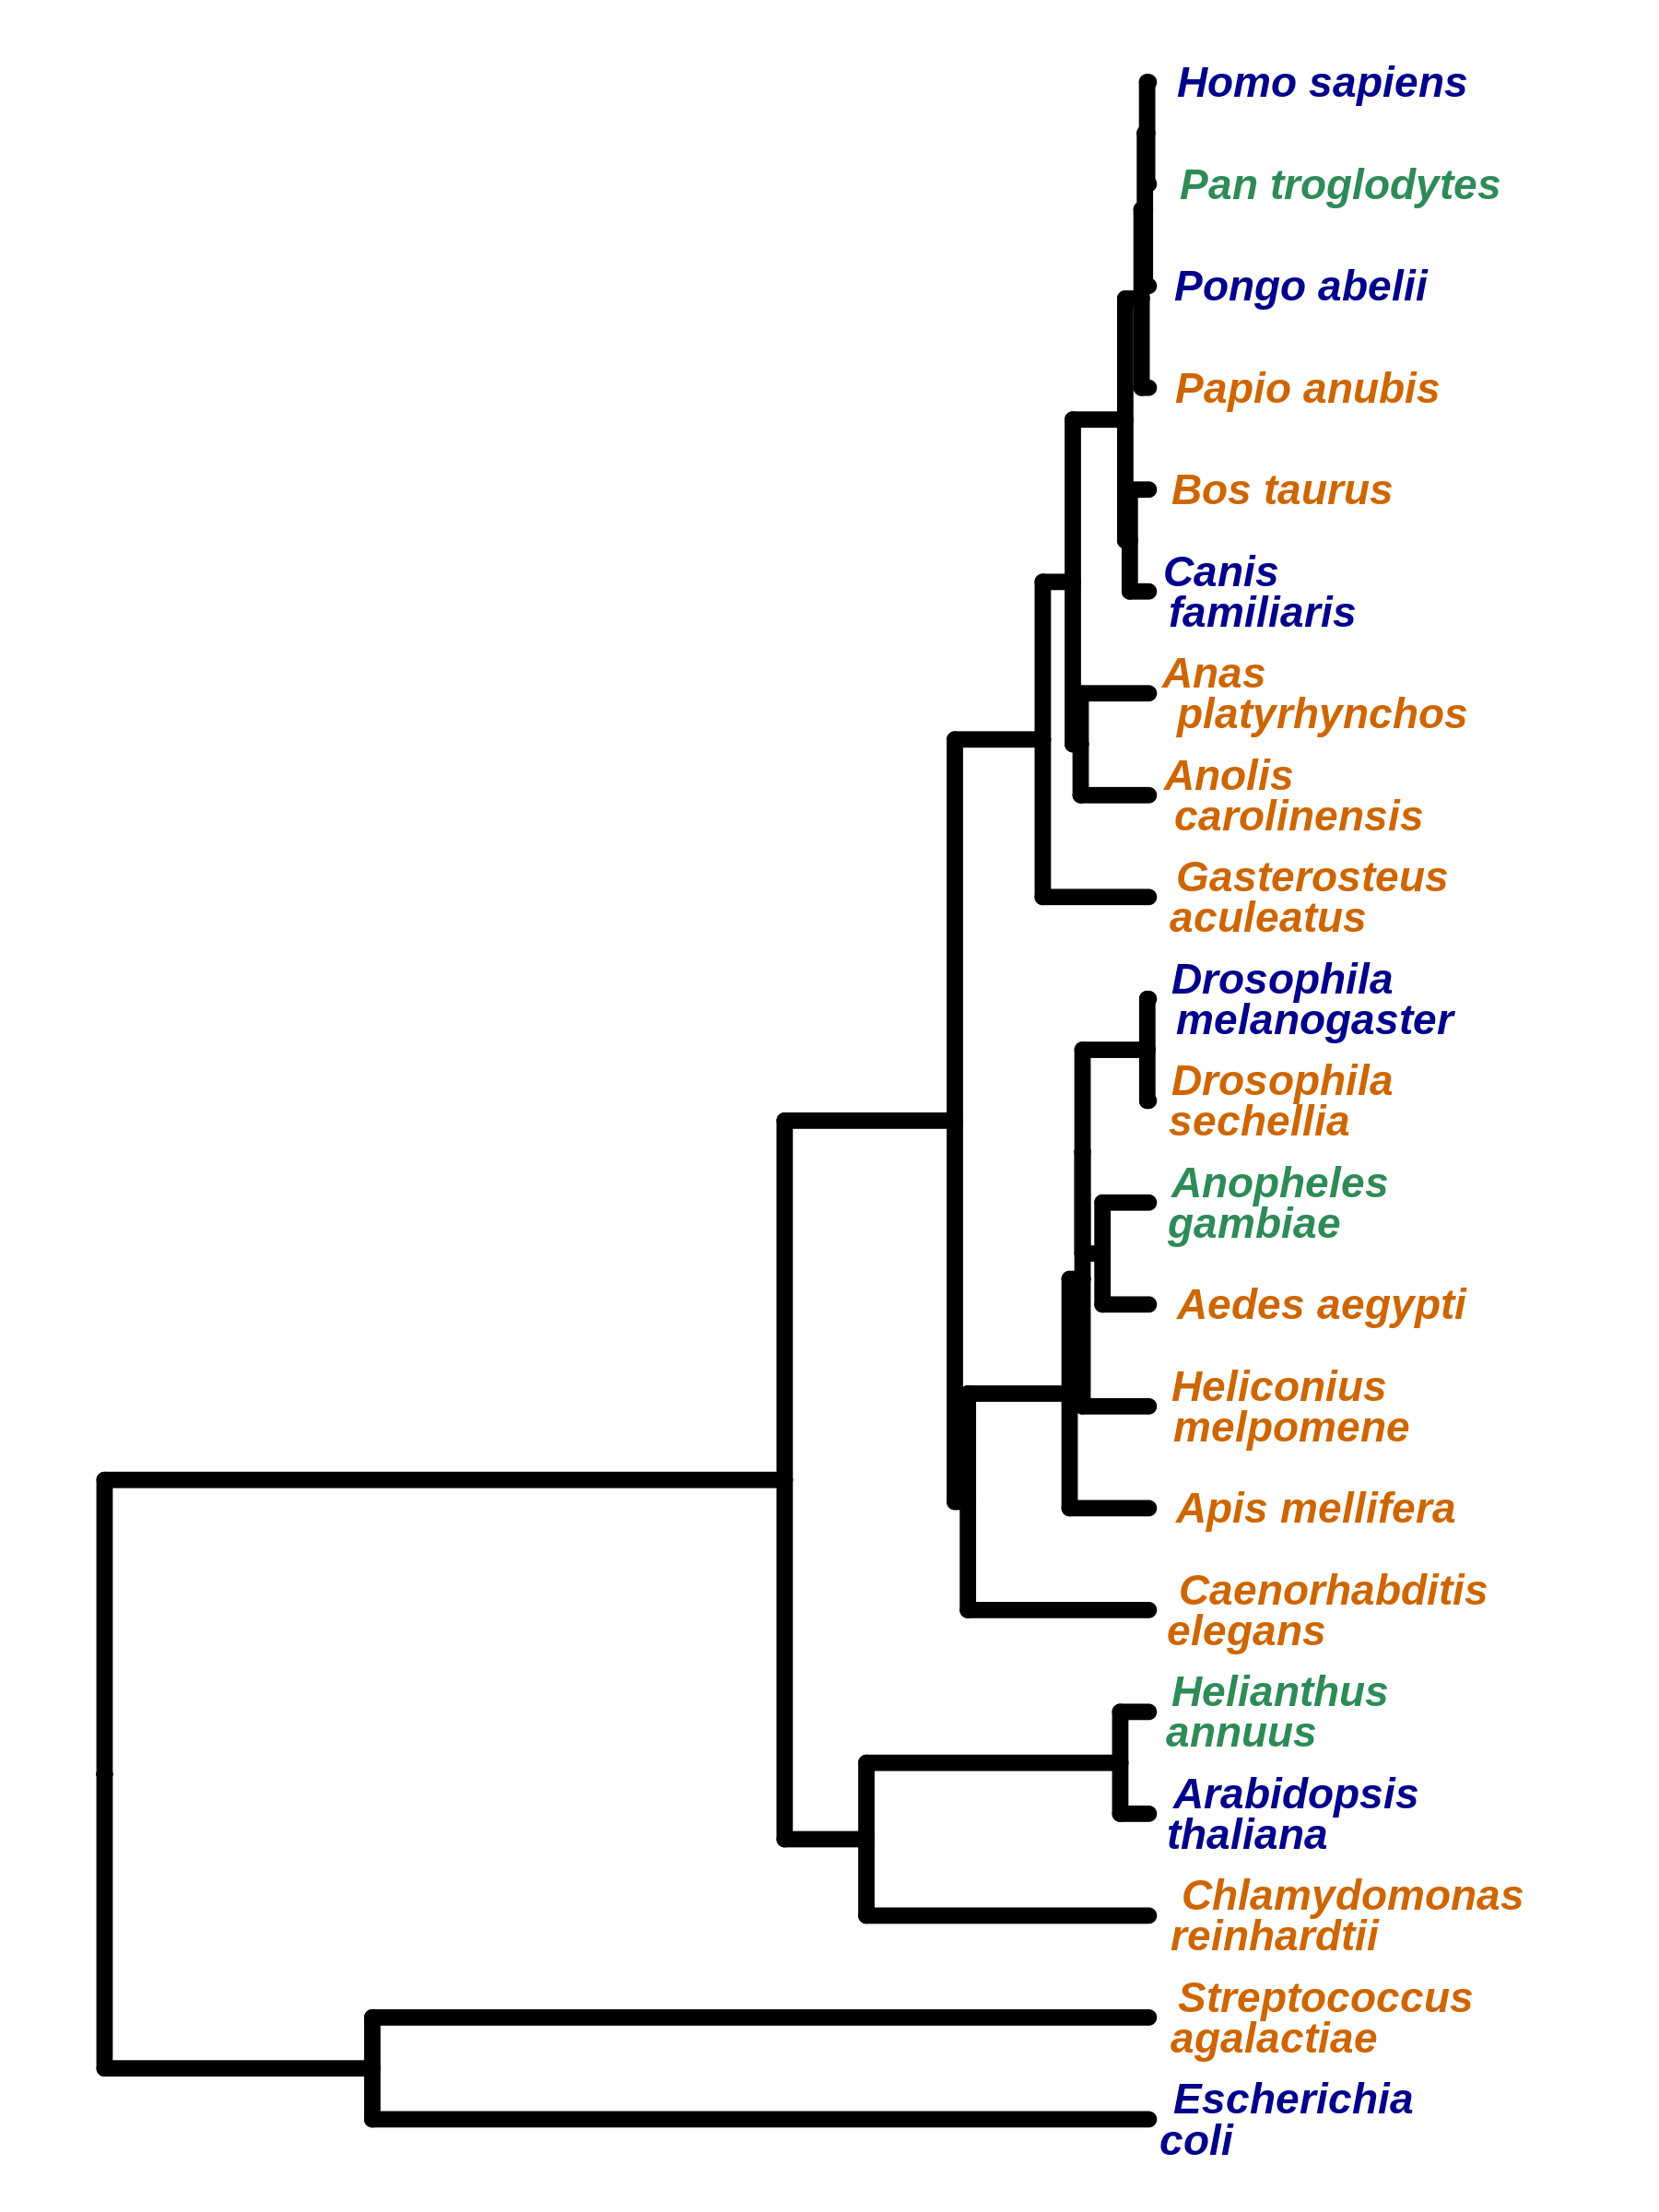 Homo sapiens
Pan troglodytes
Pongo abelii
Papio anubis
Bos taurus
Canis
familiaris
Anas
platyrhynchos
Anolis
carolinensis
Gasterosteus
aculeatus
Drosophila
melanogaster
Drosophila
sechellia
Anopheles
gambiae
Aedes aegypti
Heliconius
melpomene
Apis mellifera
Caenorhabditis
elegans
Helianthus
annuus
Arabidopsis
thaliana
Chlamydomonas
reinhardtii
Streptococcus
agalactiae
Escherichia
coli